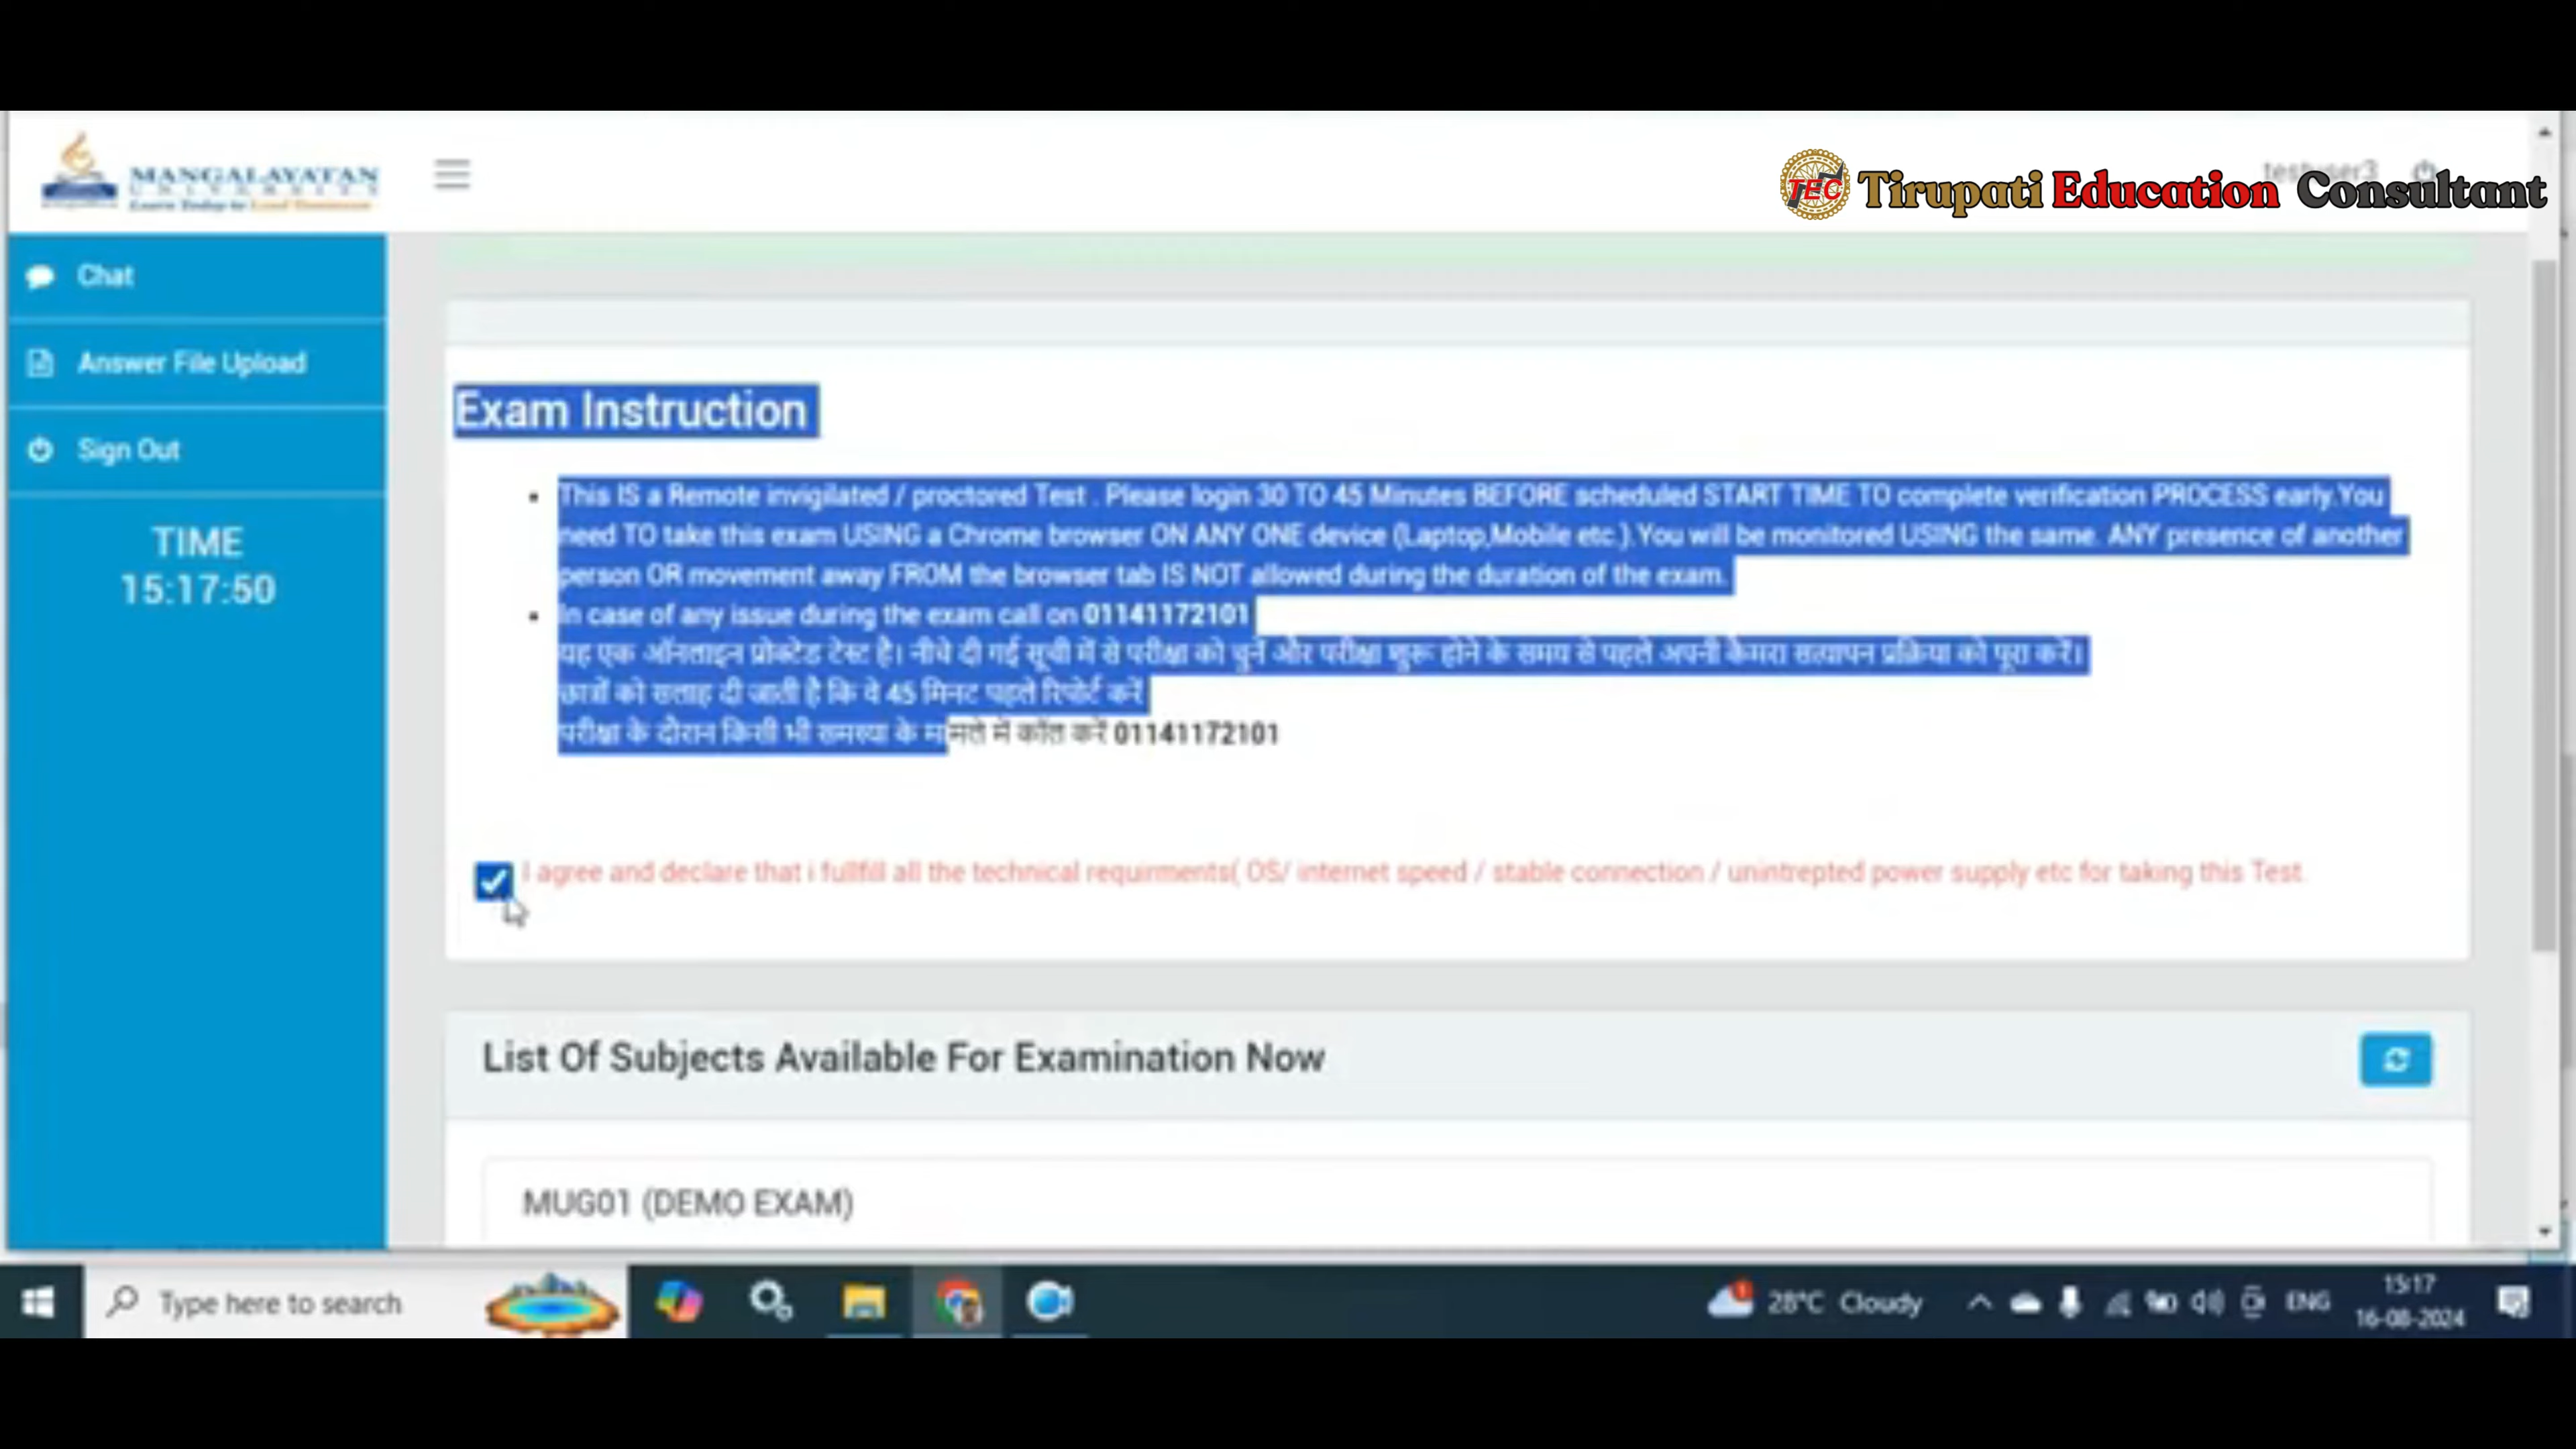 MANGALAYATAN
UNIVERSITY
Learn Today to Lead Tomorrow
testuser3
TEC Tirupati Education Consultant
Chat
Answer File Upload
Sign Out
TIME
15:17:50
Exam Instruction
This IS a Remote invigilated / proctored Test . Please login 30 TO 45 Minutes BEFORE scheduled START TIME TO complete verification PROCESS early.You
need TO take this exam USING a Chrome browser ON ANY ONE device (Laptop,Mobile etc.).You will be monitored USING the same. ANY presence of another
person OR movement away FROM the browser tab IS NOT allowed during the duration of the exam.
In case of any issue during the exam call on 01141172101
यह एक ऑनलाइन प्रोक्टेड टेस्ट है। नीचे दी गई सूची में से परीक्षा को चुनें और परीक्षा शुरू होने के समय से पहले अपनी कैमरा सत्यापन प्रक्रिया को पूरा करें।
छात्रों को सलाह दी जाती है कि वे 45 मिनट पहले रिपोर्ट करें
परीक्षा के दौरान किसी भी समस्या के मामले में कॉल करें 01141172101
I agree and declare that i fullfill all the technical requirments( OS/ internet speed / stable connection / unintrepted power supply etc for taking this Test
List Of Subjects Available For Examination Now
MUG01 (DEMO EXAM)
Type here to search
28°C Cloudy
ENG
15:17
16-08-2024